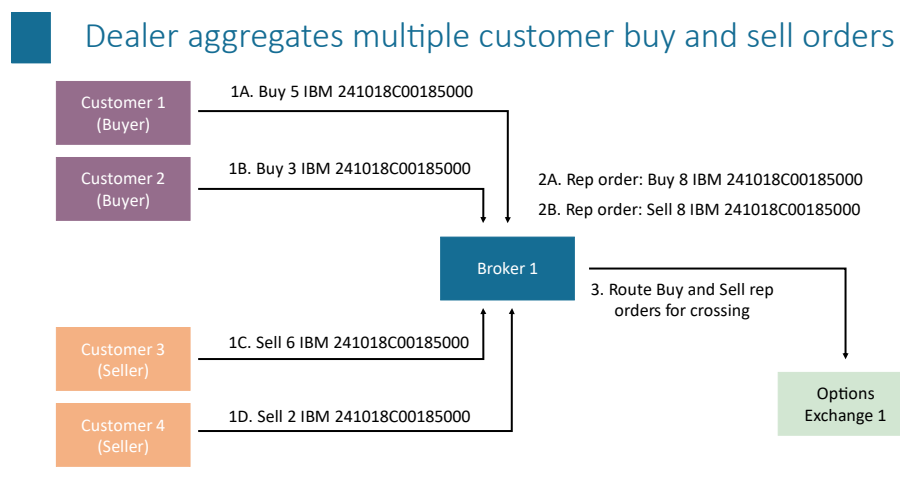 Dealer aggregates multiple customer buy and sell orders
Customer 1
(Buyer)
1A. Buy 5 IBM 241018C00185000
Customer 2
(Buyer)
1B. Buy 3 IBM 241018C00185000
2A. Rep order: Buy 8 IBM 241018C00185000
2B. Rep order: Sell 8 IBM 241018C00185000
Broker 1
3. Route Buy and Sell rep
orders for crossing
Customer 3
(Seller)
1C. Sell 6 IBM 241018C00185000
Customer 4
(Seller)
1D. Sell 2 IBM 241018C00185000
Options
Exchange 1